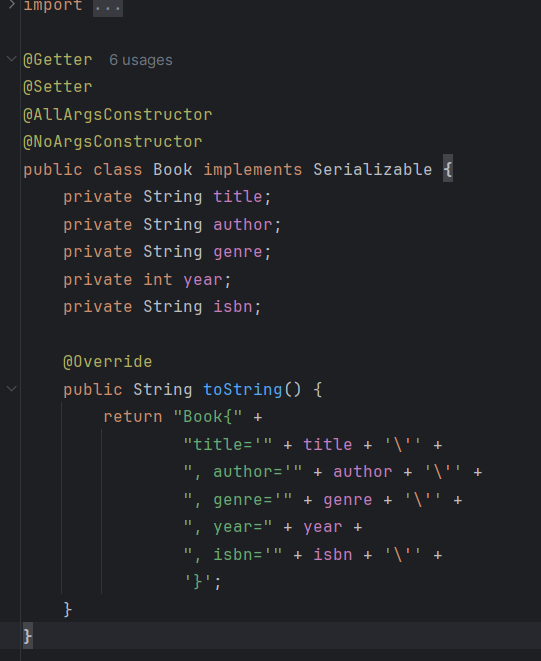 import ...
@Getter 6 usages
@Setter
@AllArgsConstructor
@NoArgsConstructor
public class Book implements Serializable {
    private String title;
    private String author;
    private String genre;
    private int year;
    private String isbn;
    @Override
    public String toString() {
        return "Book{" +
                "title='" + title + '\'' +
                ", author='" + author + '\'' +
                ", genre='" + genre + '\'' +
                ", year=" + year +
                ", isbn='" + isbn + '\'' +
                '}';
    }
}